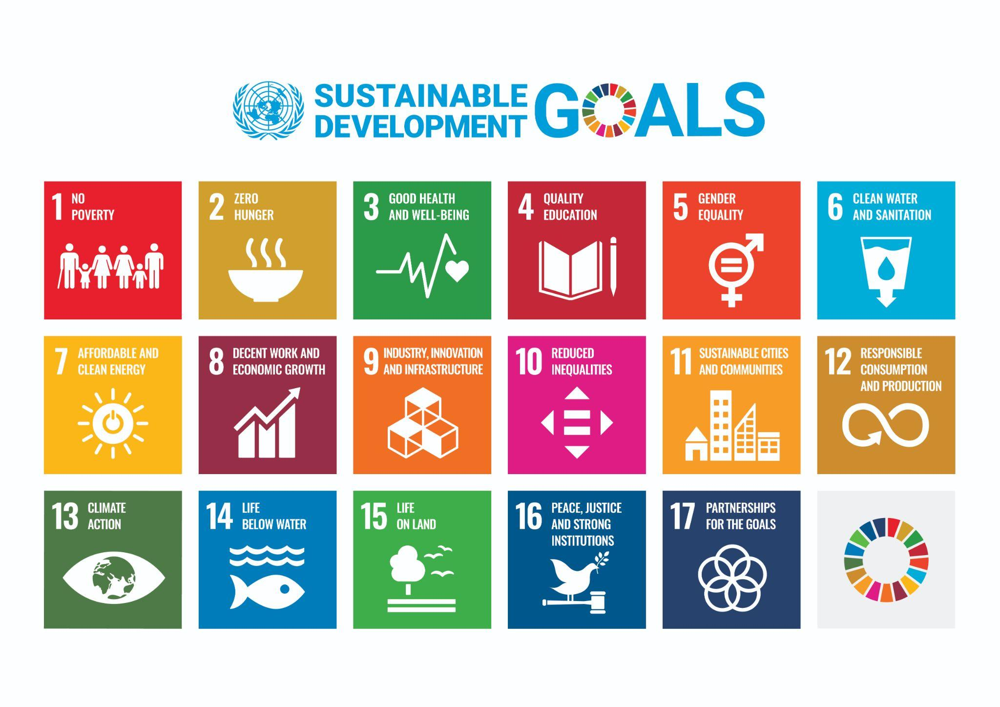 SUSTAINABLE
DEVELOPMENT
GOALS
1 NO
POVERTY
2 ZERO
HUNGER
3 GOOD HEALTH
AND WELL-BEING
4 QUALITY
EDUCATION
5 GENDER
EQUALITY
6 CLEAN WATER
AND SANITATION
7 AFFORDABLE AND
CLEAN ENERGY
8 DECENT WORK AND
ECONOMIC GROWTH
9 INDUSTRY, INNOVATION
AND INFRASTRUCTURE
10 REDUCED
INEQUALITIES
11 SUSTAINABLE CITIES
AND COMMUNITIES
12 RESPONSIBLE
CONSUMPTION
AND PRODUCTION
13 CLIMATE
ACTION
14 LIFE
BELOW WATER
15 LIFE
ON LAND
16 PEACE, JUSTICE
AND STRONG
INSTITUTIONS
17 PARTNERSHIPS
FOR THE GOALS